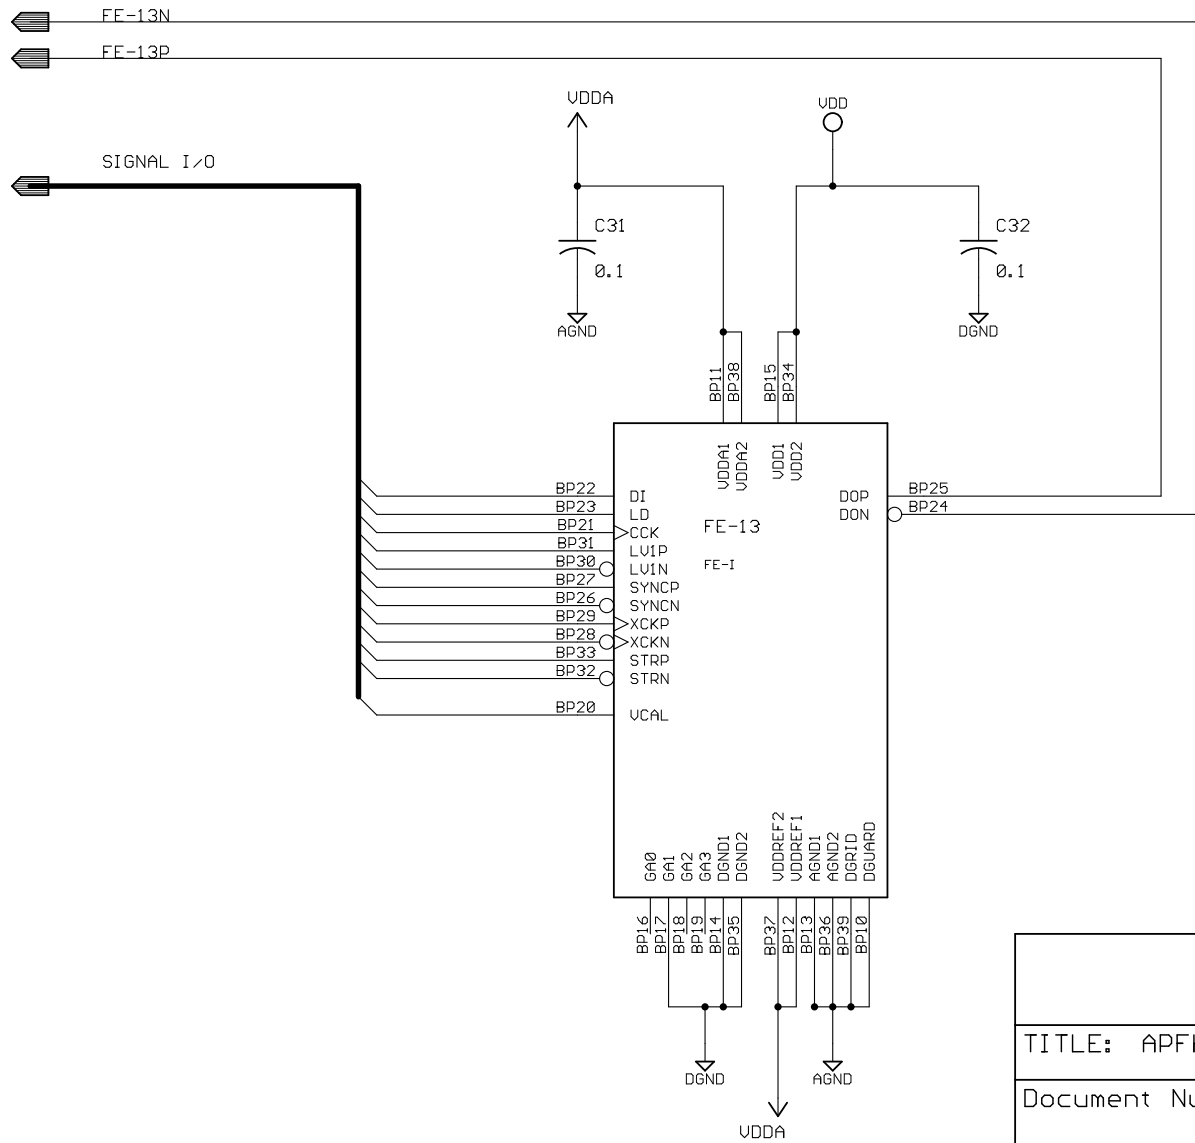 FE-13N
FE-13P
VDDA
VDD
SIGNAL I/O
C31
0.1
C32
0.1
AGND
DGND
BP11
BP38
BP15
BP34
VDDA1
VDDA2
VDD1
VDD2
BP22
DI
BP23
LD
BP21
CCK
BP31
LV1P
BP30
LV1N
BP27
SYNCP
BP26
SYNCN
BP29
XCKP
BP28
XCKN
BP33
STRP
BP32
STRN
BP20
VCAL
FE-13
FE-I
DOP
BP25
DON
BP24
GA0
GA1
GA2
GA3
DGND1
DGND2
VDDREF2
VDDREF1
AGND1
AGND2
DGRID
DGUARD
BP16
BP17
BP18
BP19
BP14
BP35
BP37
BP12
BP13
BP36
BP39
BP10
DGND
AGND
VDDA
TITLE: APF
Document Nu